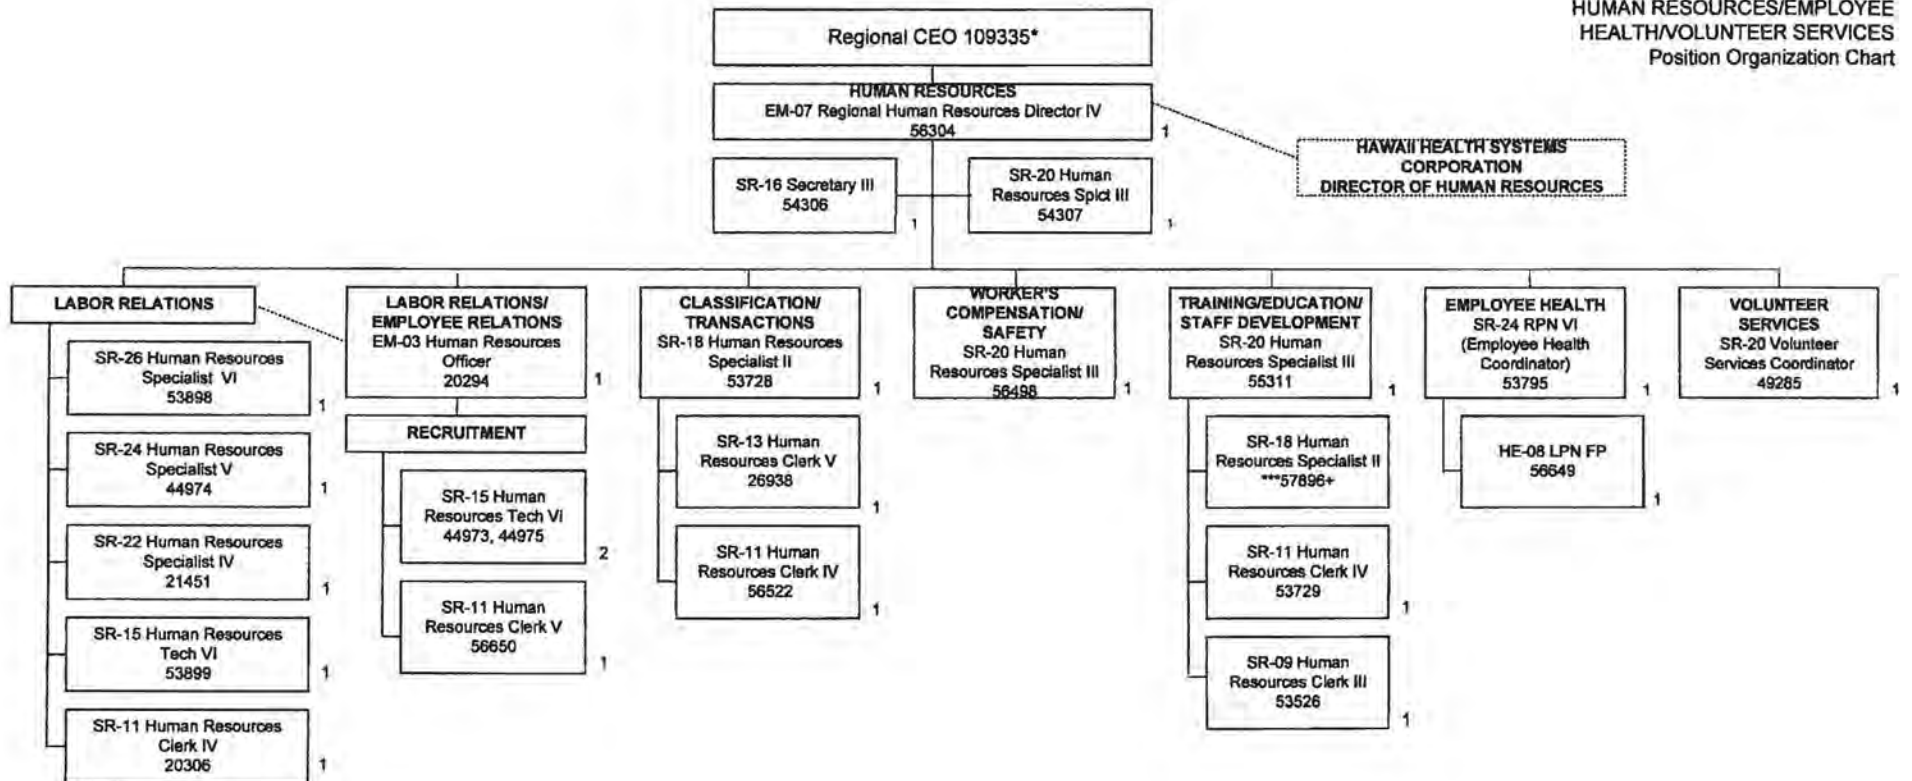 HUMAN RESOURCES/EMPLOYEE
HEALTH/VOLUNTEER SERVICES
Position Organization Chart
Regional CEO 109335*
HUMAN RESOURCES
EM-07 Regional Human Resources Director IV
56304
1
HAWAII HEALTH SYSTEMS
CORPORATION
DIRECTOR OF HUMAN RESOURCES
SR-16 Secretary III
54306
1
SR-20 Human
Resources Splct III
54307
1
LABOR RELATIONS
SR-26 Human Resources
Specialist VI
53898
1
SR-24 Human Resources
Specialist V
44974
1
SR-22 Human Resources
Specialist IV
21451
1
SR-15 Human Resources
Tech VI
53899
1
SR-11 Human Resources
Clerk IV
20306
1
LABOR RELATIONS/
EMPLOYEE RELATIONS
EM-03 Human Resources
Officer
20294
1
RECRUITMENT
SR-15 Human
Resources Tech VI
44973, 44975
2
SR-11 Human
Resources Clerk V
56650
1
CLASSIFICATION/
TRANSACTIONS
SR-18 Human Resources
Specialist II
53728
1
SR-13 Human
Resources Clerk V
26938
1
SR-11 Human
Resources Clerk IV
56522
1
WORKER'S
COMPENSATION/
SAFETY
SR-20 Human
Resources Specialist III
56498
1
TRAINING/EDUCATION/
STAFF DEVELOPMENT
SR-20 Human
Resources Specialist III
55311
1
SR-18 Human
Resources Specialist II
***57896+
SR-11 Human
Resources Clerk IV
53729
1
SR-09 Human
Resources Clerk III
53526
1
EMPLOYEE HEALTH
SR-24 RPN VI
(Employee Health
Coordinator)
53795
1
HE-08 LPN FP
56649
1
VOLUNTEER
SERVICES
SR-20 Volunteer
Services Coordinator
49285
1